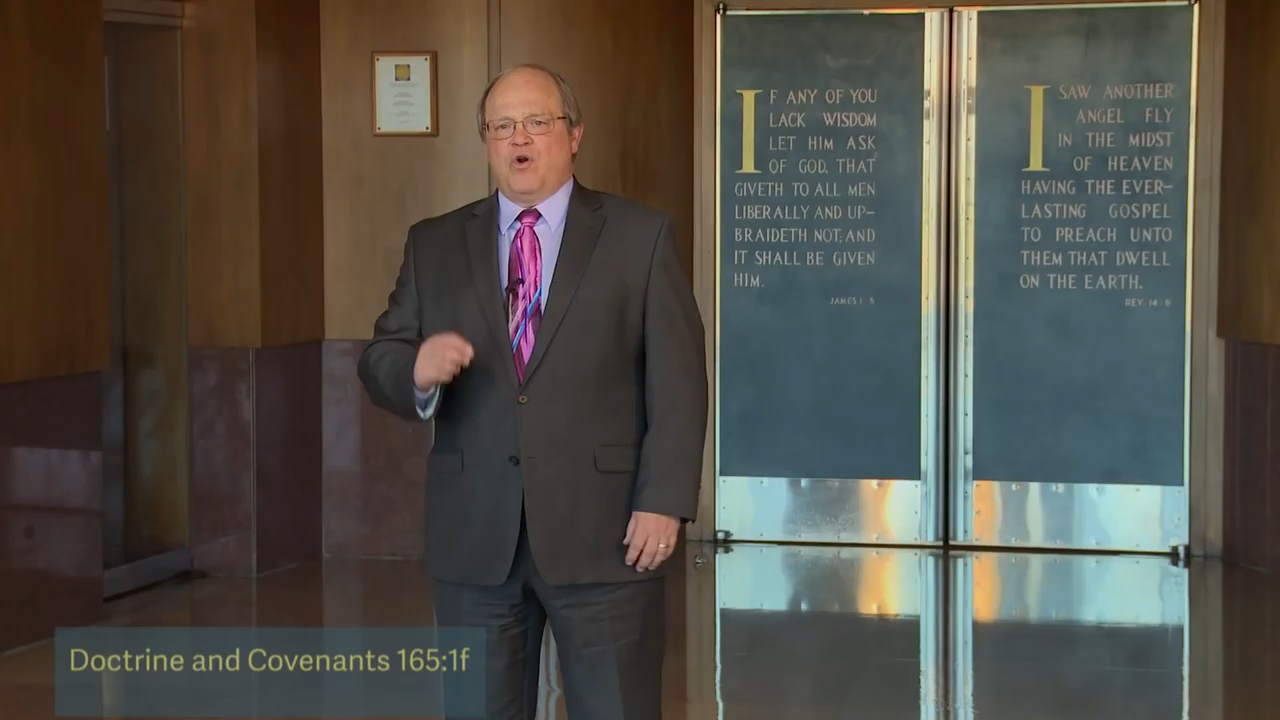 IF ANY OF YOU
LACK WISDOM
LET HIM ASK
OF GOD, THAT
GIVETH TO ALL MEN
LIBERALLY AND UP-
BRAIDETH NOT; AND
IT SHALL BE GIVEN
HIM.
JAMES 1:5
I SAW ANOTHER
ANGEL FLY
IN THE MIDST
OF HEAVEN
HAVING THE EVER-
LASTING GOSPEL
TO PREACH UNTO
THEM THAT DWELL
ON THE EARTH.
REV. 14:6
Doctrine and Covenants 165:1f